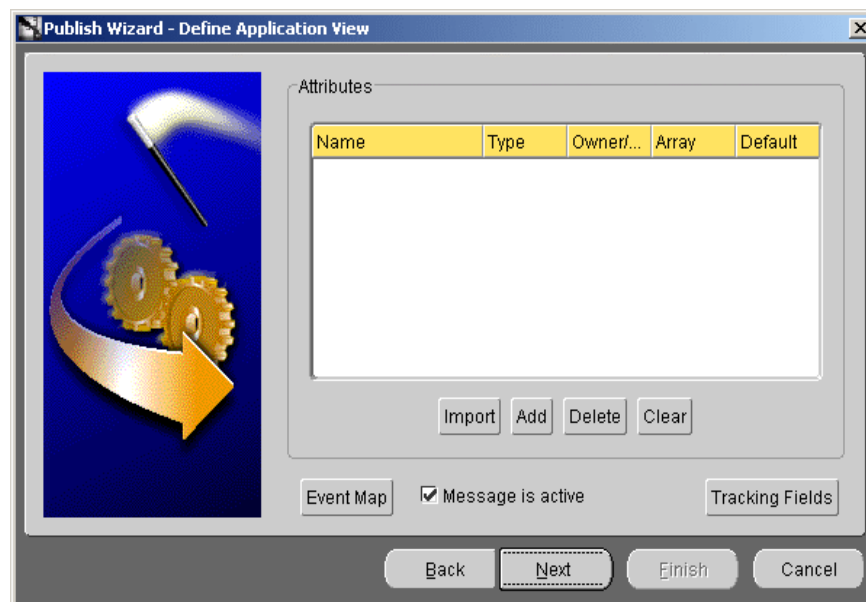 Publish Wizard - Define Application View
Attributes
Name Type Owner/... Array Default
Import Add Delete Clear
Event Map Message is active Tracking Fields
Back Next Finish Cancel